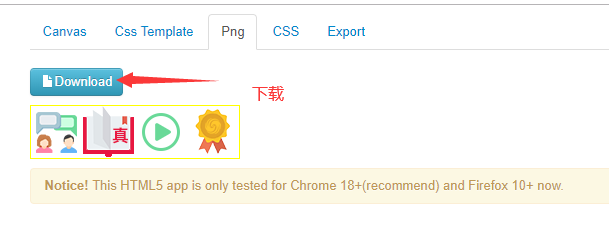 Canvas Css Template Png CSS Export
Download
下载
真
Notice! This HTML5 app is only tested for Chrome 18+(recommend) and Firefox 10+ now.